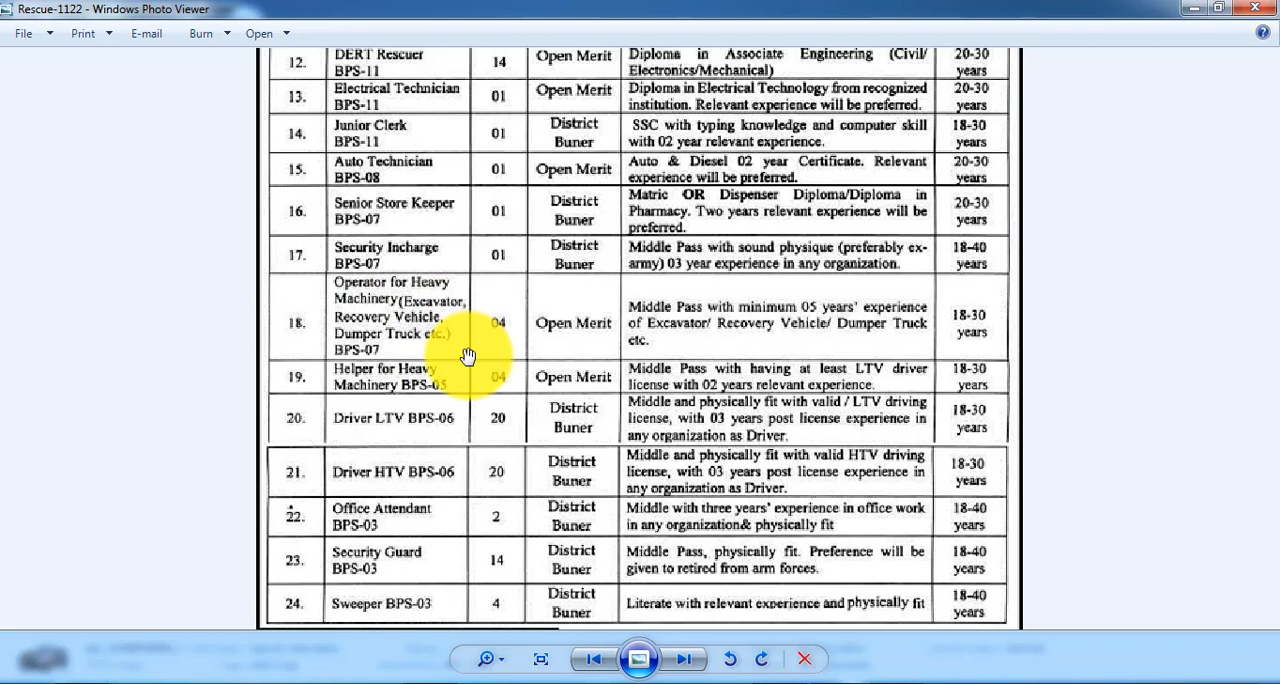 Rescue-1122 - Windows Photo Viewer
File Print E-mail Burn Open
12. DERT Rescuer BPS-11 14 Open Merit Diploma in Associate Engineering (Civil/ Electronics/Mechanical) 20-30 years
13. Electrical Technician BPS-11 01 Open Merit Diploma in Electrical Technology from recognized institution. Relevant experience will be preferred. 20-30 years
14. Junior Clerk BPS-11 01 District Buner SSC with typing knowledge and computer skill with 02 year relevant experience. 18-30 years
15. Auto Technician BPS-08 01 Open Merit Auto & Diesel 02 year Certificate. Relevant experience will be preferred. 20-30 years
16. Senior Store Keeper BPS-07 01 District Buner Matric OR Dispenser Diploma/Diploma in Pharmacy. Two years relevant experience will be preferred. 20-30 years
17. Security Incharge BPS-07 01 District Buner Middle Pass with sound physique (preferably ex-army) 03 year experience in any organization. 18-40 years
18. Operator for Heavy Machinery(Excavator, Recovery Vehicle, Dumper Truck etc.) BPS-07 04 Open Merit Middle Pass with minimum 05 years' experience of Excavator/ Recovery Vehicle/ Dumper Truck etc. 18-30 years
19. Helper for Heavy Machinery BPS-05 04 Open Merit Middle Pass with having at least LTV driver license with 02 years relevant experience. 18-30 years
20. Driver LTV BPS-06 20 District Buner Middle and physically fit with valid / LTV driving license, with 03 years post license experience in any organization as Driver. 18-30 years
21. Driver HTV BPS-06 20 District Buner Middle and physically fit with valid HTV driving license, with 03 years post license experience in any organization as Driver. 18-30 years
22. Office Attendant BPS-03 2 District Buner Middle with three years' experience in office work in any organization& physically fit 18-40 years
23. Security Guard BPS-03 14 District Buner Middle Pass, physically fit. Preference will be given to retired from arm forces. 18-40 years
24. Sweeper BPS-03 4 District Buner Literate with relevant experience and physically fit 18-40 years